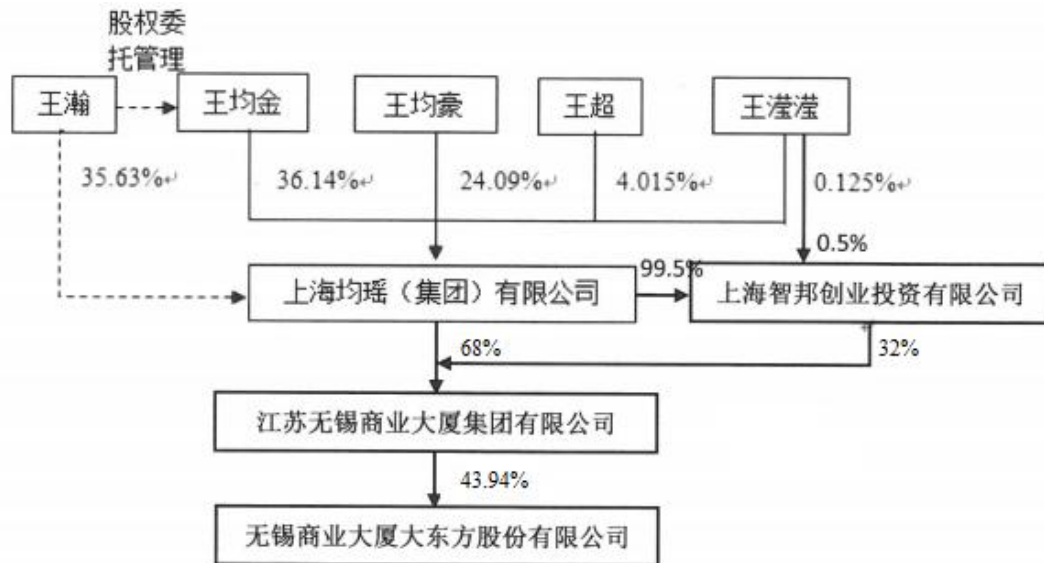 股权委
托管理
王瀚
王均金
王均豪
王超
王滢滢
35.63%↵
36.14%↵
24.09%↵
4.015%↵
0.125%↵
0.5%
上海均瑶（集团）有限公司
99.5%
上海智邦创业投资有限公司
68%
32%
江苏无锡商业大厦集团有限公司
43.94%
无锡商业大厦大东方股份有限公司